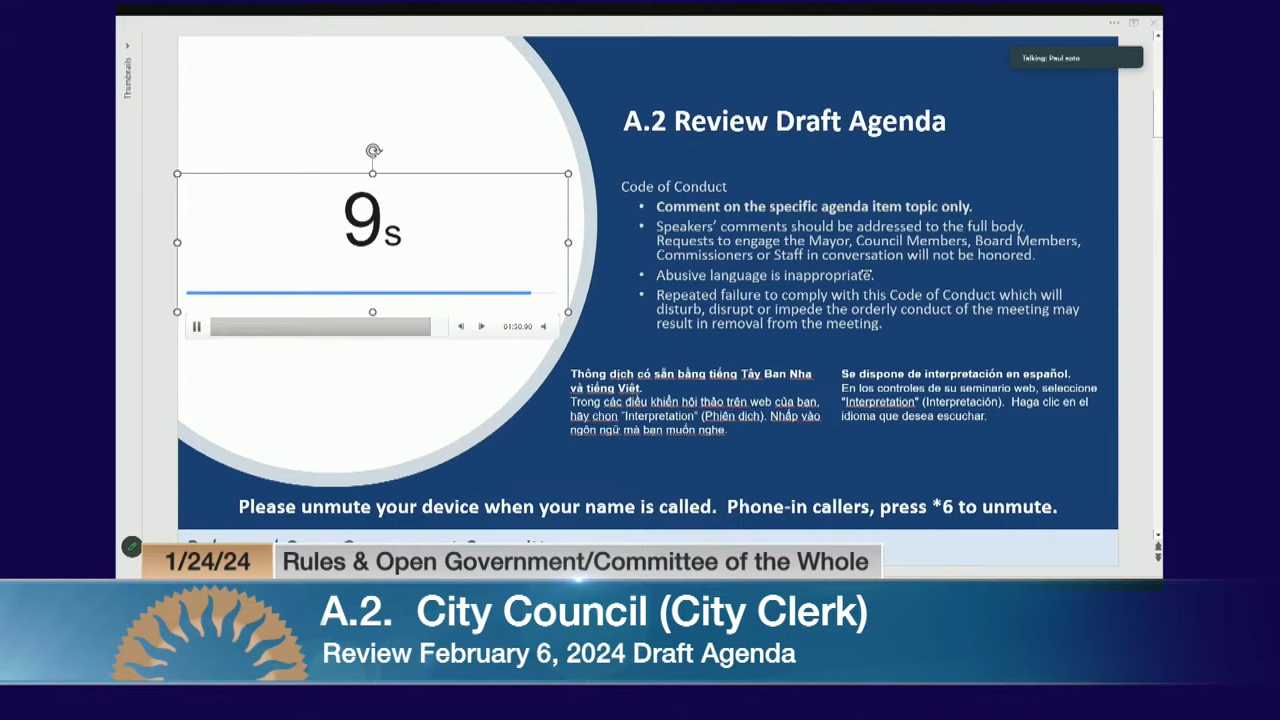 Thumbnails
Talking: Paul soto
A.2 Review Draft Agenda
9s
01:30.90
Code of Conduct
• Comment on the specific agenda item topic only.
• Speakers' comments should be addressed to the full body.
Requests to engage the Mayor, Council Members, Board Members,
Commissioners or Staff in conversation will not be honored.
• Abusive language is inappropriate.
• Repeated failure to comply with this Code of Conduct which will
disturb, disrupt or impede the orderly conduct of the meeting may
result in removal from the meeting.
Thông dịch có sẵn bằng tiếng Tây Ban Nha
và tiếng Việt.
Trong các điều khiển hội thảo trên web của bạn,
hãy chọn "Interpretation" (Phiên dịch). Nhấp vào
ngôn ngữ mà bạn muốn nghe.
Se dispone de interpretación en español.
En los controles de su seminario web, seleccione
"Interpretation" (Interpretación). Haga clic en el
idioma que desea escuchar.
Please unmute your device when your name is called. Phone-in callers, press *6 to unmute.
1/24/24
Rules & Open Government/Committee of the Whole
A.2. City Council (City Clerk)
Review February 6, 2024 Draft Agenda